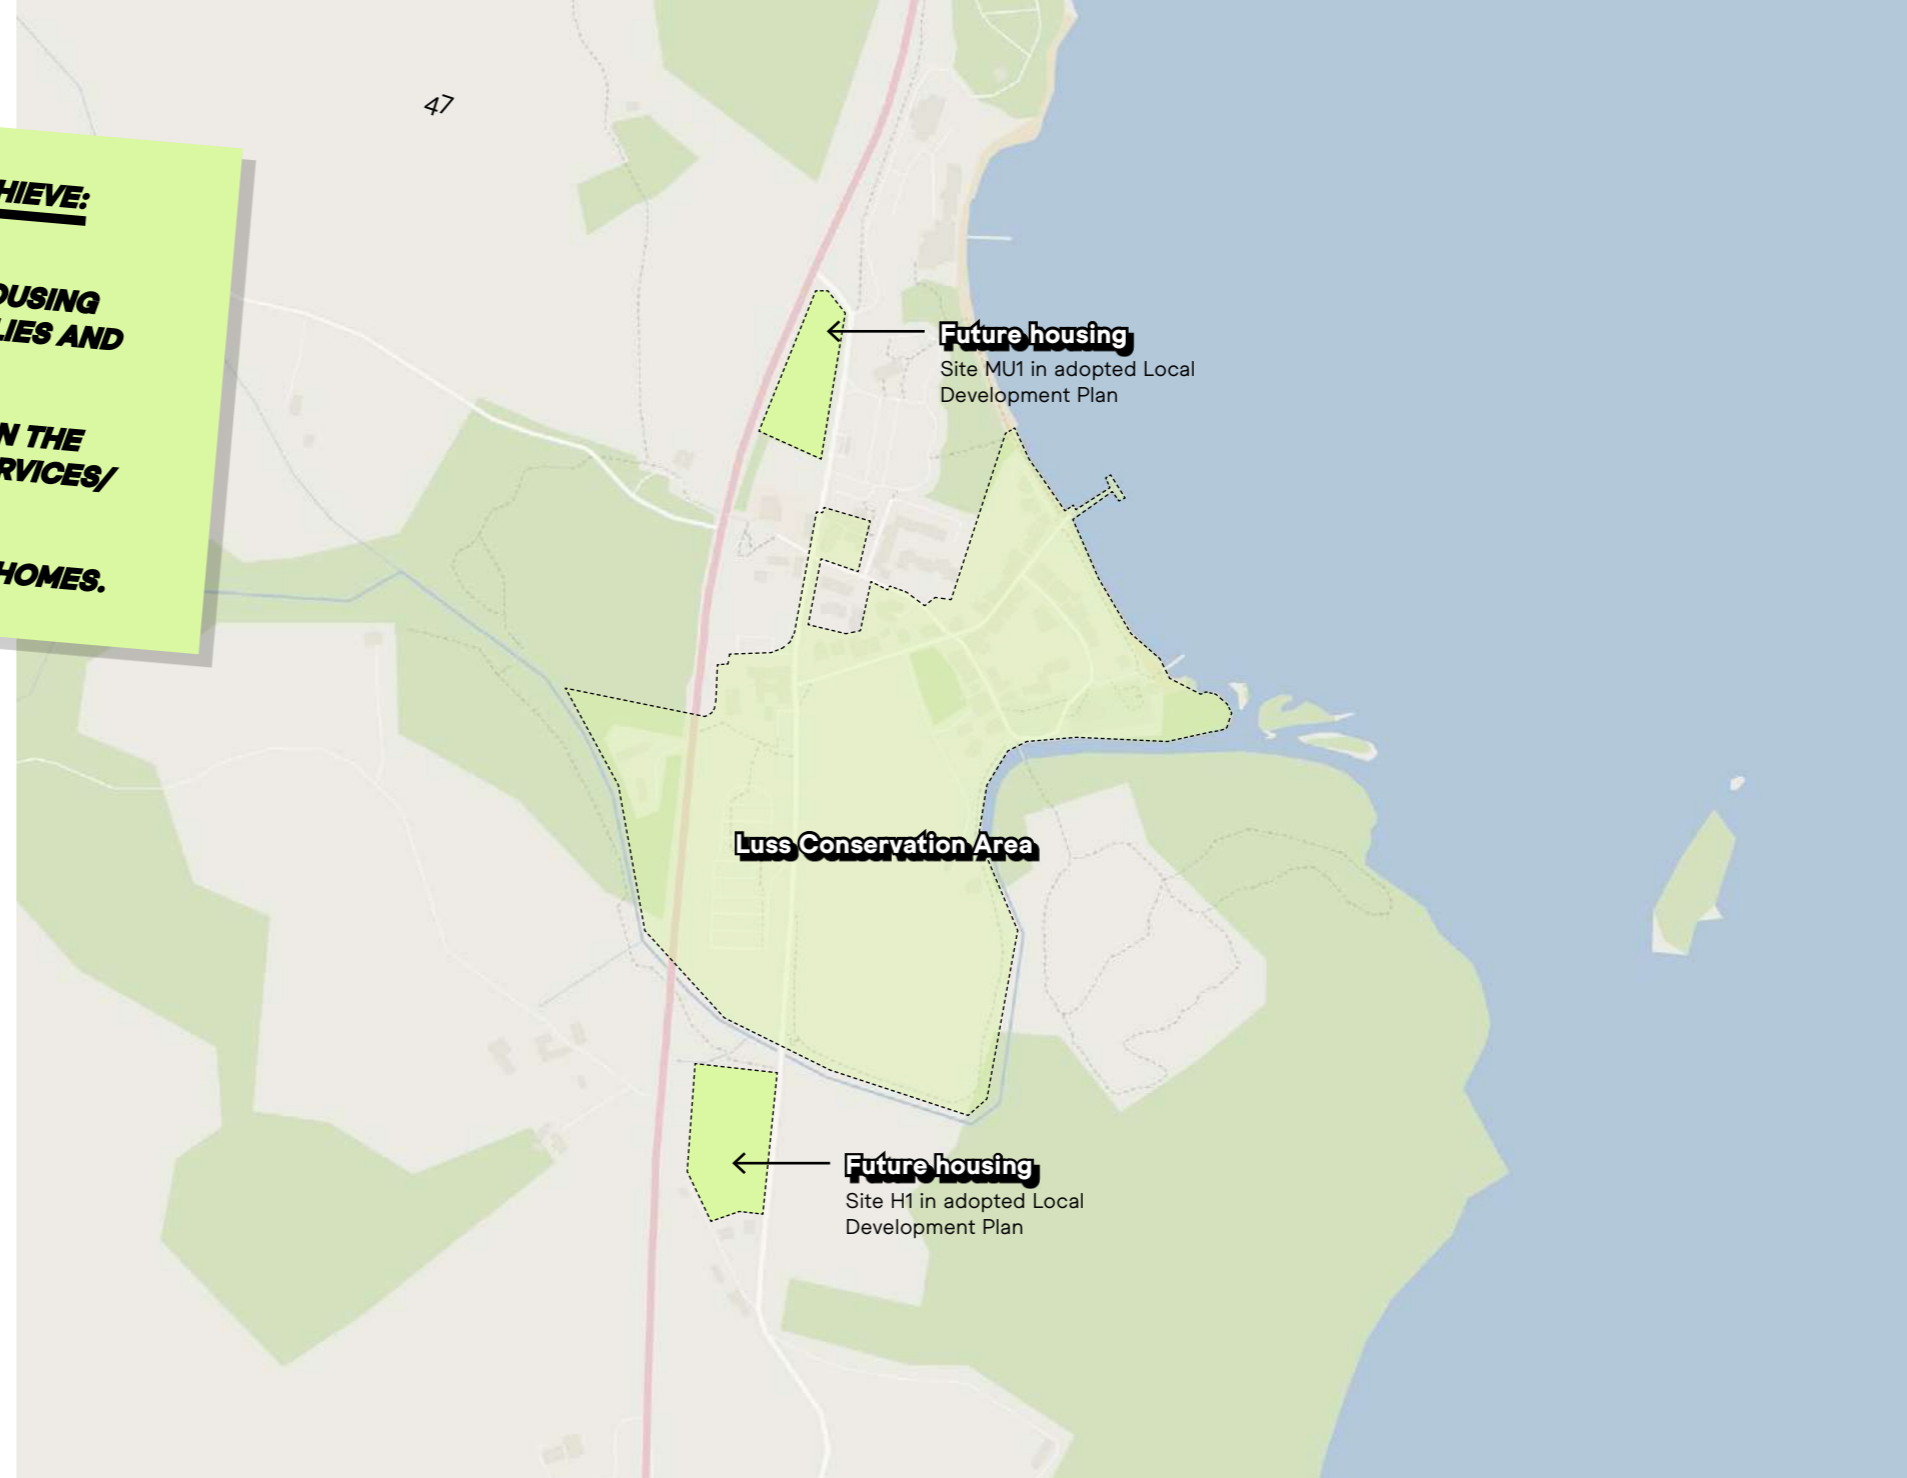 47
HIEVE:
OUSING
LIES AND
N THE
RVICES/
HOMES.
Future housing
Site MU1 in adopted Local
Development Plan
Luss Conservation Area
Future housing
Site H1 in adopted Local
Development Plan